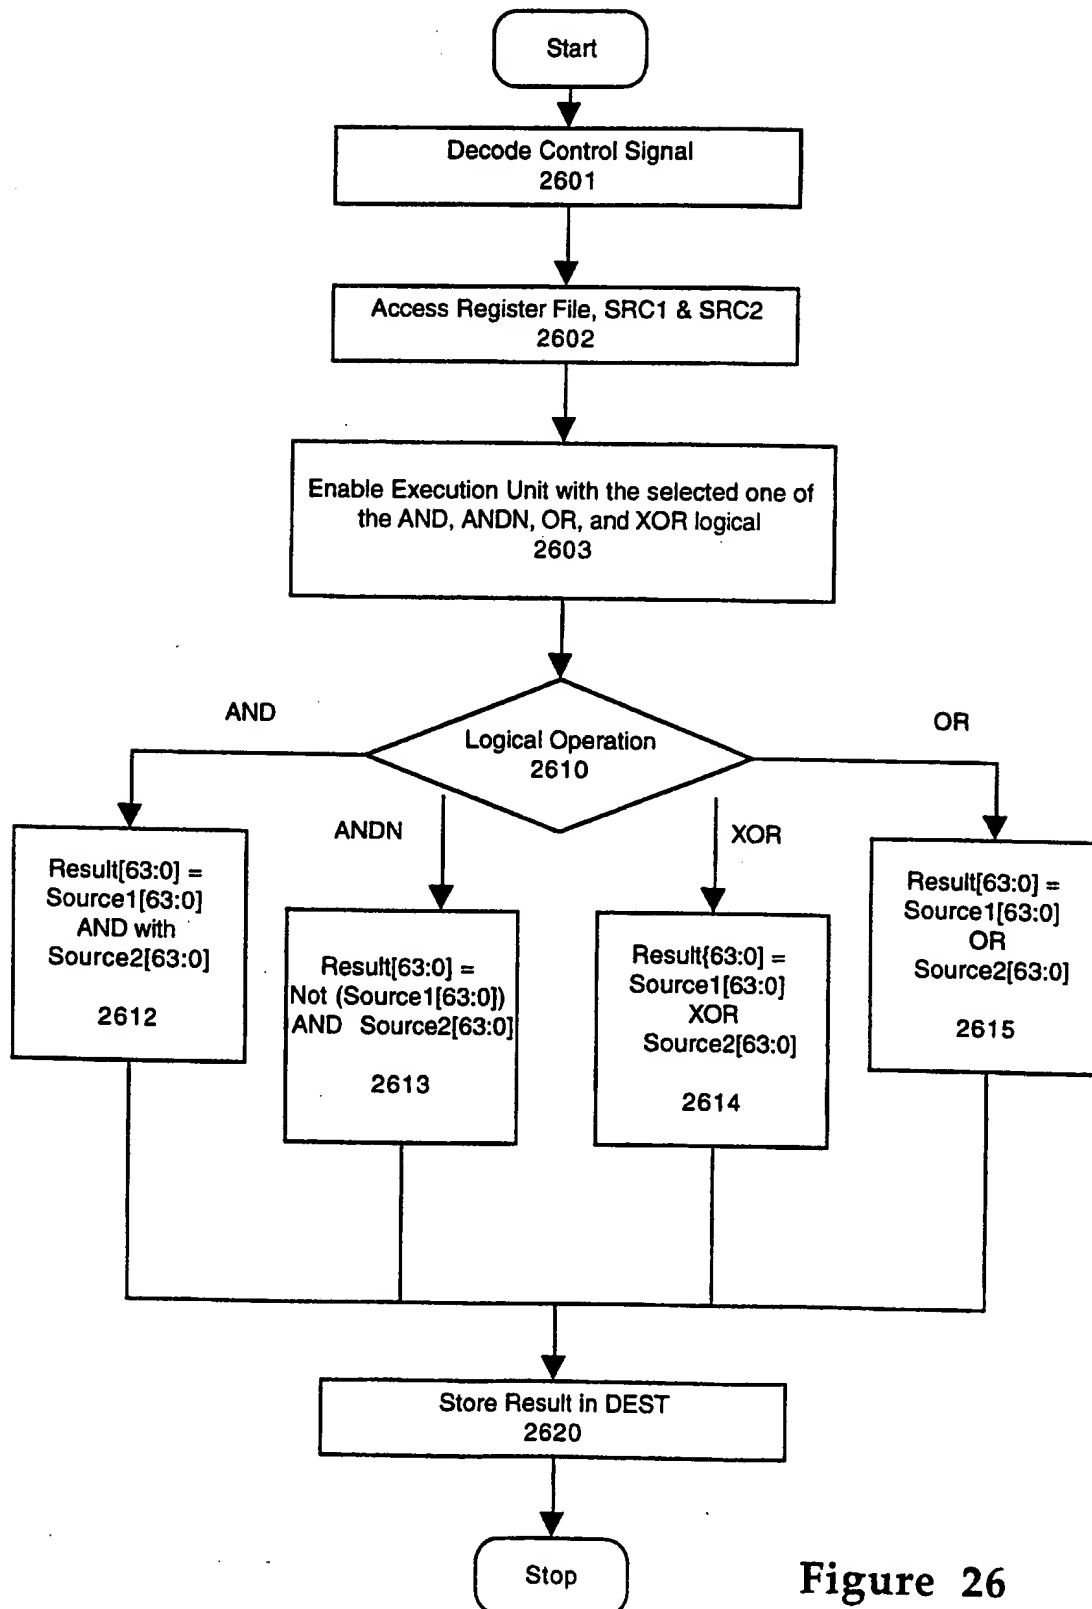 Start
Decode Control Signal
2601
Access Register File, SRC1 & SRC2
2602
Enable Execution Unit with the selected one of
the AND, ANDN, OR, and XOR logical
2603
Logical Operation
2610
AND
OR
ANDN
XOR
Result[63:0] =
Source1[63:0]
AND with
Source2[63:0]
2612
Result[63:0] =
Not (Source1[63:0])
AND Source2[63:0]
2613
Result{63:0] =
Source1[63:0]
XOR
Source2[63:0]
2614
Result[63:0] =
Source1[63:0]
OR
Source2[63:0]
2615
Store Result in DEST
2620
Stop
Figure 26